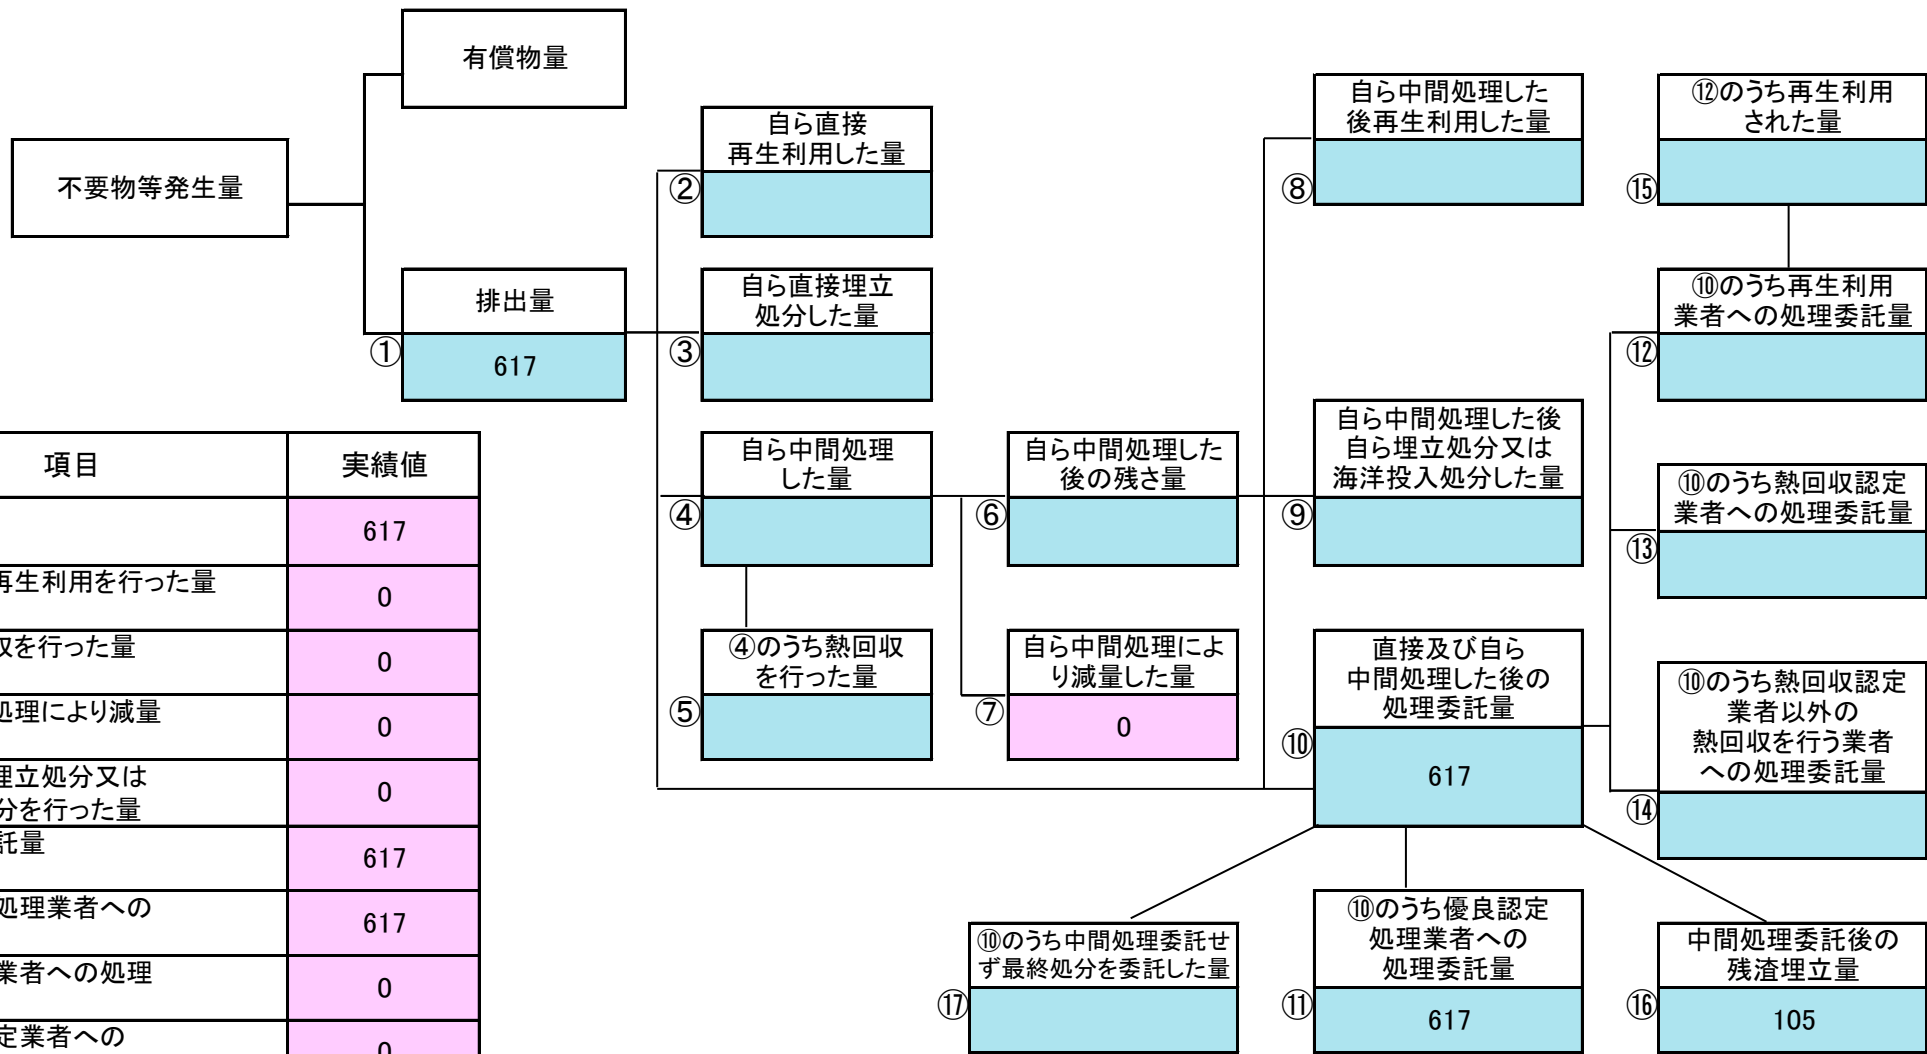 有償物量
不要物等発生量
排出量
①
617
自ら直接
再生利用した量
②
自ら直接埋立
処分した量
③
自ら中間処理
した量
④
④のうち熱回収
を行った量
⑤
自ら中間処理した
後の残さ量
⑥
自ら中間処理によ
り減量した量
⑦
0
自ら中間処理した
後再生利用した量
⑧
自ら中間処理した後
自ら埋立処分又は
海洋投入処分した量
⑨
直接及び自ら
中間処理した後の
処理委託量
⑩
617
⑫のうち再生利用
された量
⑮
⑩のうち再生利用
業者への処理委託量
⑫
⑩のうち熱回収認定
業者への処理委託量
⑬
⑩のうち熱回収認定
業者以外の
熱回収を行う業者
への処理委託量
⑭
⑩のうち中間処理委託せ
ず最終処分を委託した量
⑰
⑩のうち優良認定
処理業者への
処理委託量
⑪
617
中間処理委託後の
残渣埋立量
⑯
105
項目 実績値
617
再生利用を行った量
0
収を行った量
0
処理により減量
0
埋立処分又は
分を行った量
0
託量
617
処理業者への
617
業者への処理
0
定業者への
0